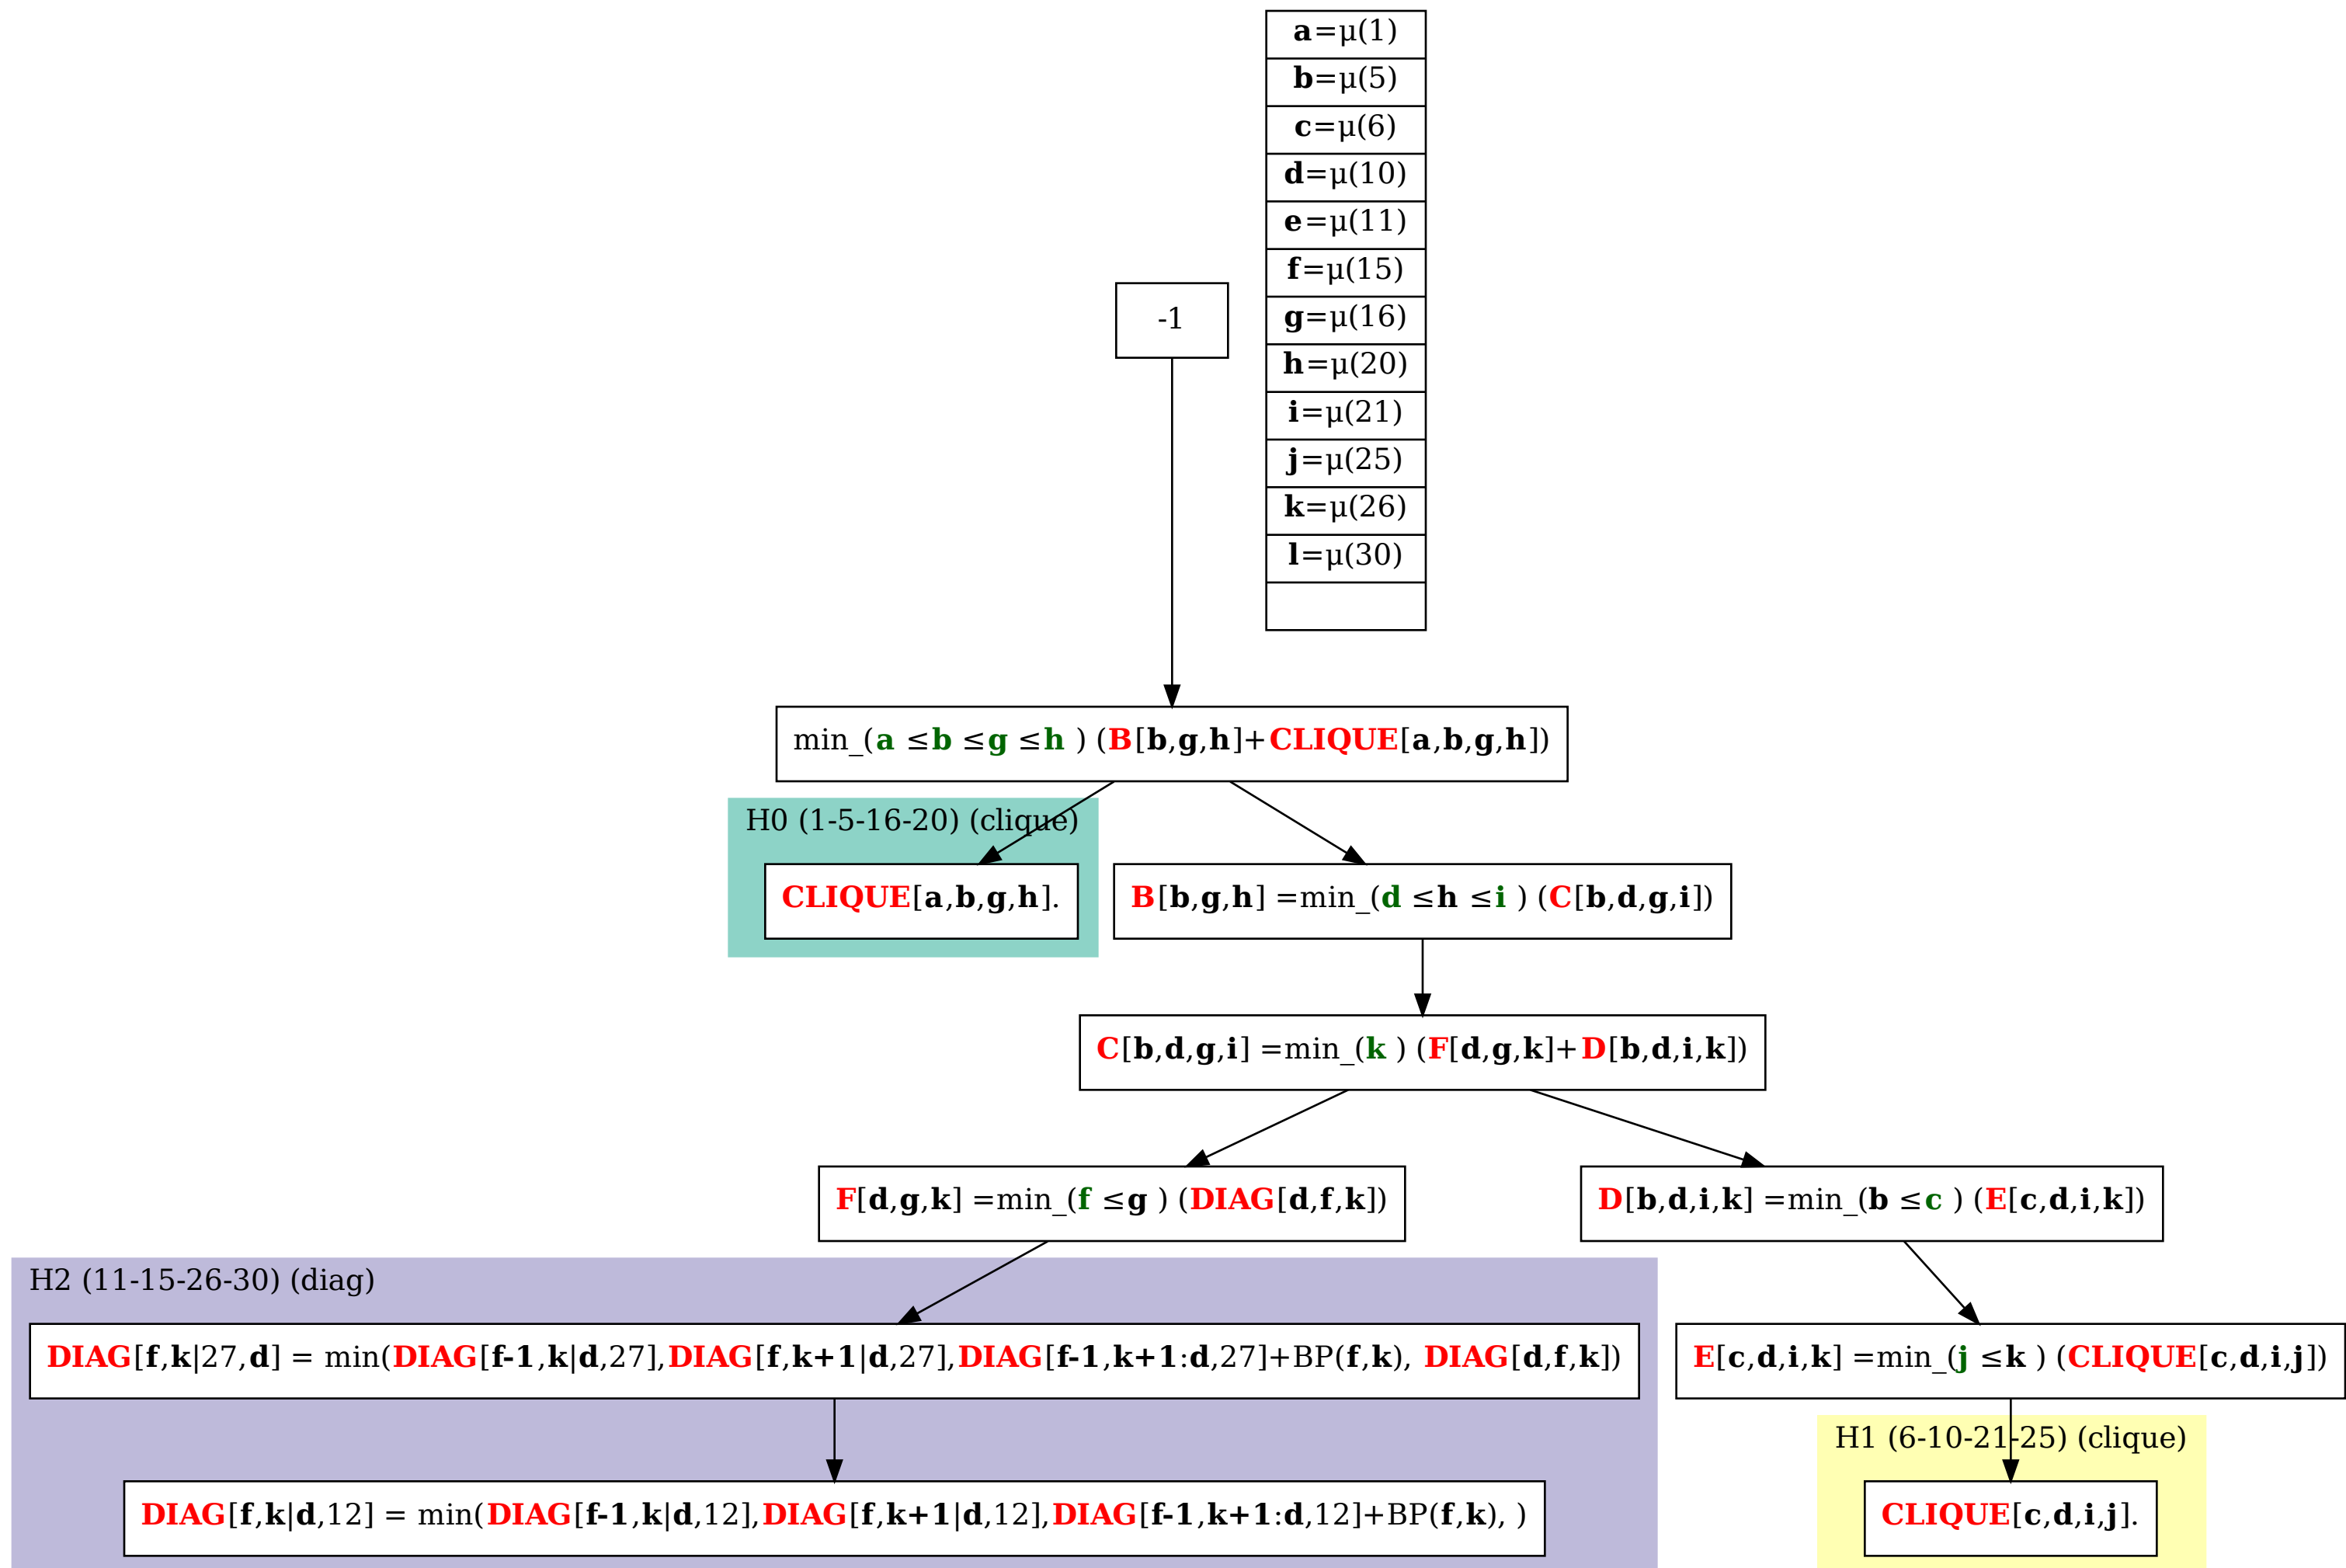 a=µ(1)
b=µ(5)
c=µ(6)
d=µ(10)
e=µ(11)
f=µ(15)
g=µ(16)
h=µ(20)
i=µ(21)
j=µ(25)
k=µ(26)
l=µ(30)
-1
min_(a ≤b ≤g ≤h ) (B[b,g,h]+CLIQUE[a,b,g,h])
H0 (1-5-16-20) (clique)
CLIQUE[a,b,g,h].
B[b,g,h] =min_(d ≤h ≤i ) (C[b,d,g,i])
C[b,d,g,i] =min_(k ) (F[d,g,k]+D[b,d,i,k])
F[d,g,k] =min_(f ≤g ) (DIAG[d,f,k])
D[b,d,i,k] =min_(b ≤c ) (E[c,d,i,k])
H2 (11-15-26-30) (diag)
DIAG[f,k|27,d] = min(DIAG[f-1,k|d,27],DIAG[f,k+1|d,27],DIAG[f-1,k+1:d,27]+BP(f,k), DIAG[d,f,k])
E[c,d,i,k] =min_(j ≤k ) (CLIQUE[c,d,i,j])
H1 (6-10-21-25) (clique)
DIAG[f,k|d,12] = min(DIAG[f-1,k|d,12],DIAG[f,k+1|d,12],DIAG[f-1,k+1:d,12]+BP(f,k), )
CLIQUE[c,d,i,j].